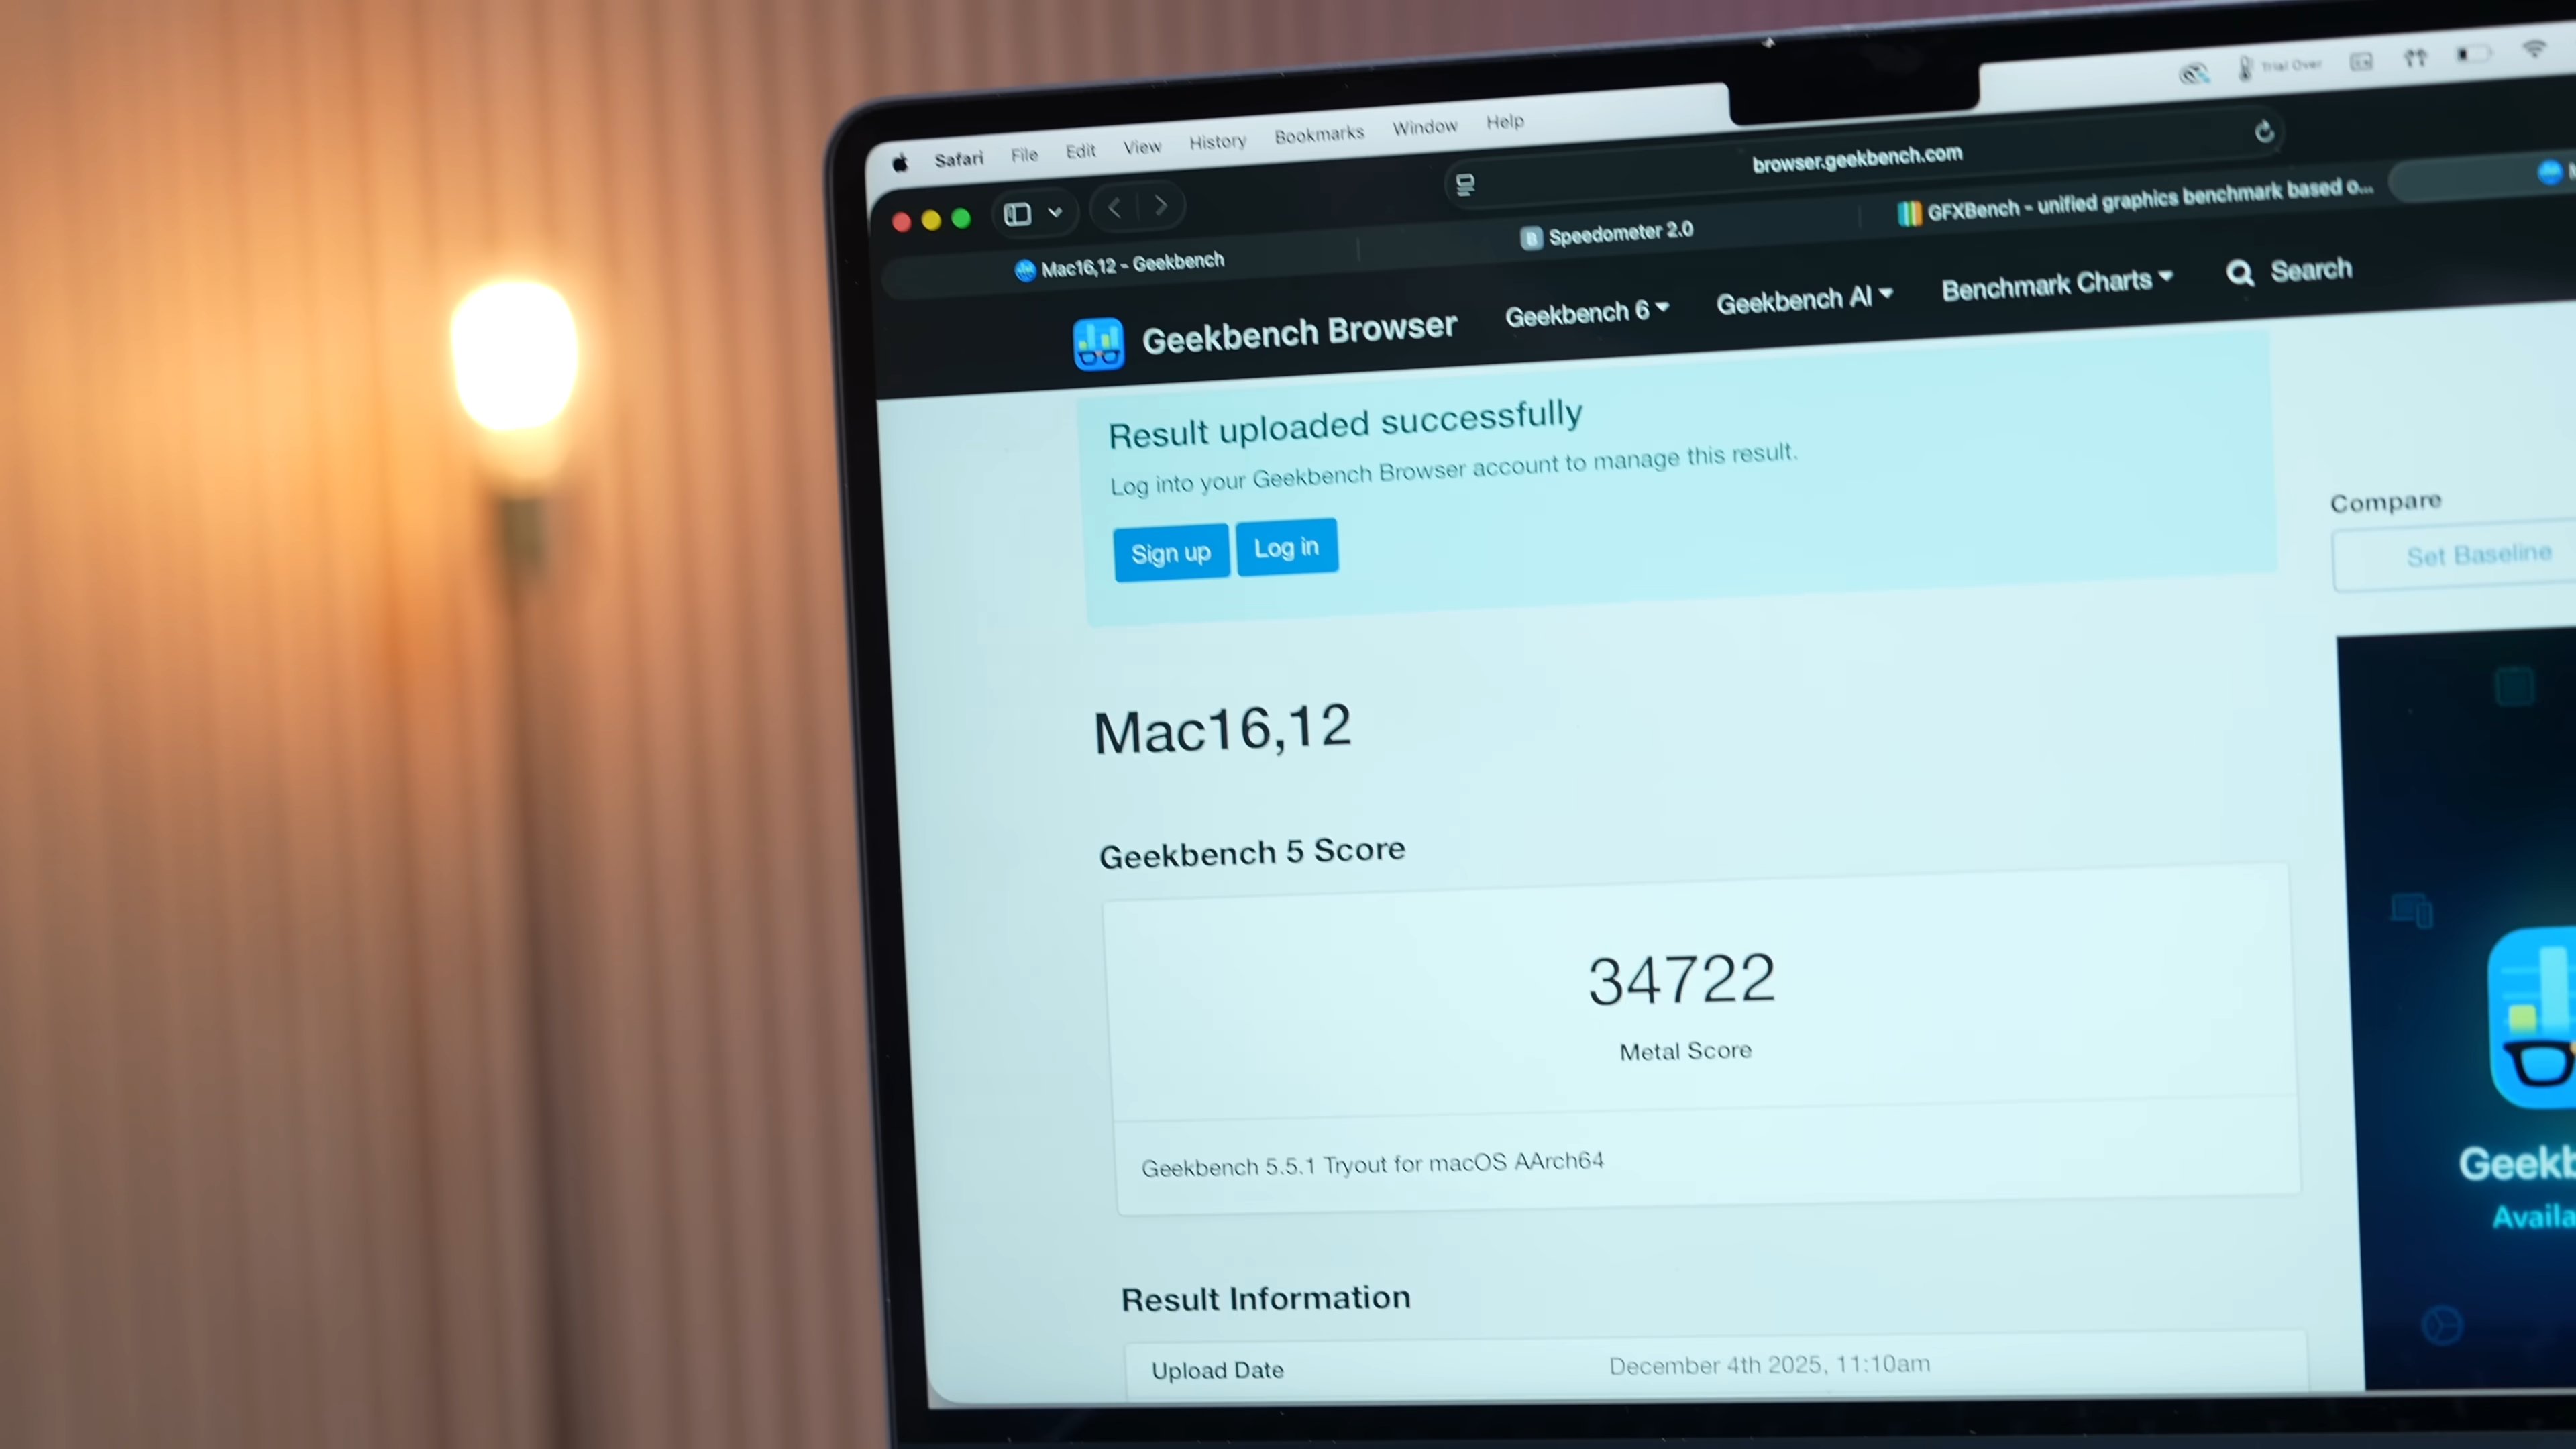 Safari File Edit View History Bookmarks Window Help Trial Over
browser.geekbench.com
Mac16,12 - Geekbench Speedometer 2.0 GFXBench - unified graphics benchmark based o...
Geekbench Browser Geekbench 6 Geekbench AI Benchmark Charts Search
Result uploaded successfully
Log into your Geekbench Browser account to manage this result.
Sign up Log in
Compare
Set Baseline
Mac16,12
Geekbench 5 Score
34722
Metal Score
Geekbench 5.5.1 Tryout for macOS AArch64
Geekb
Availa
Result Information
Upload Date December 4th 2025, 11:10am